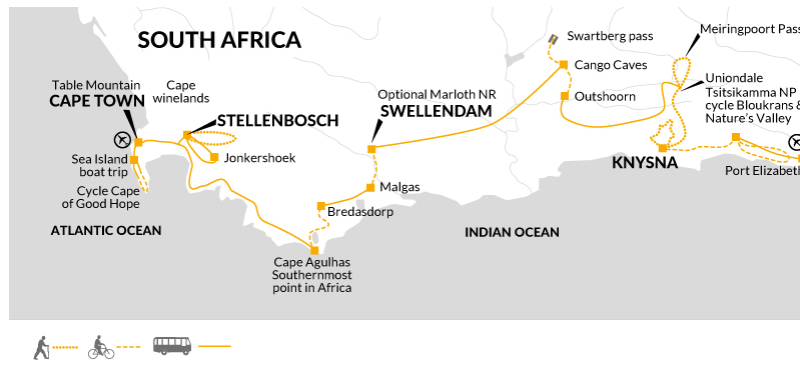 SOUTH AFRICA
Swartberg pass
Meiringpoort Pass
Cango Caves
Table Mountain
CAPE TOWN
Cape
winelands
Optional Marloth NR
SWELLENDAM
Outshoorn
Uniondale
Tsitsikamma NP
cycle Bloukrans &
Nature's Valley
STELLENBOSCH
Jonkershoek
Sea Island
boat trip
KNYSNA
Port Elizabeth
Cycle Cape
of Good Hope
Malgas
Bredasdorp
ATLANTIC OCEAN
INDIAN OCEAN
Cape Agulhas
Southernmost
point in Africa